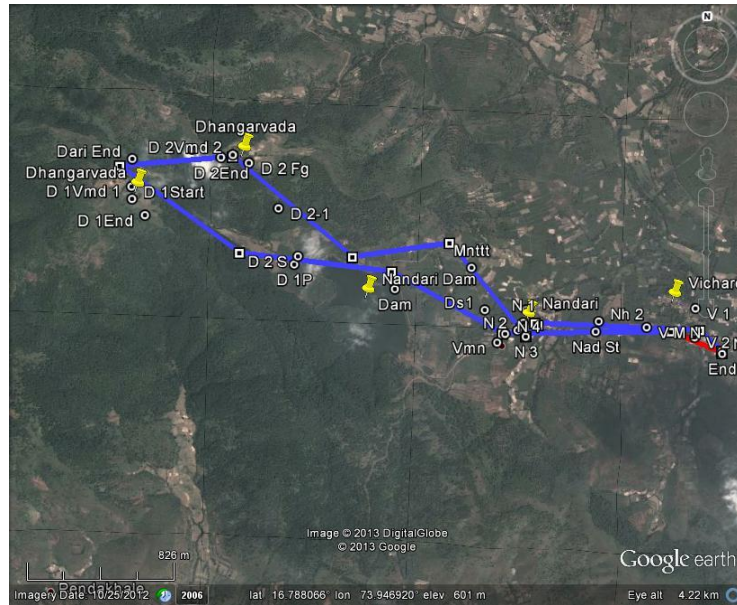 N
Dhangarvada
Dari End
D 2Vmd 2
D 2End
D 2 Fg
Dhangarvada
D 1Vmd 1
D 1Start
D 1End
D 2-1
Mnttt
D 2 S
D 1P
Nandari Dam
Dam
Ds1
N 1
Nandari
Nh 2
N 2
N 4
N 3
Vmn
Nad St
V 1
V 2
End
826 m
Image © 2013 DigitalGlobe
© 2013 Google
Google earth
Pendakhale
Imagery Date: 10/25/2012
2006
lat 16.788066° lon 73.946920° elev 601 m
Eye alt 4.22 km